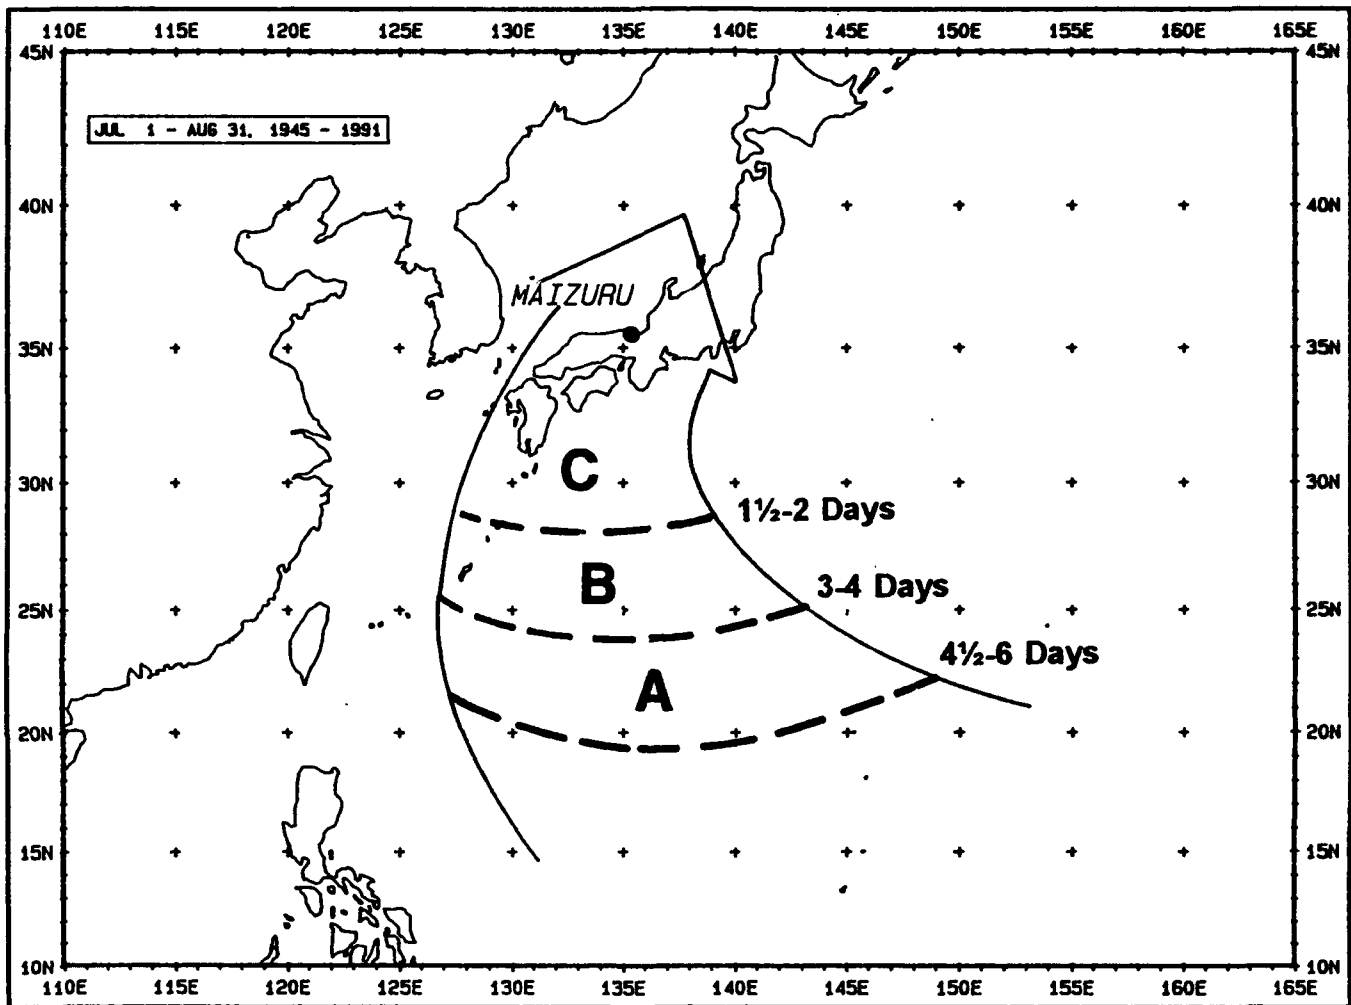 110E 115E 120E 125E 130E 135E 140E 145E 150E 155E 160E 165E
45N 45N
JUL 1 - AUG 31, 1945 - 1991
40N 40N
MAIZURU
35N 35N
C
30N 30N
1½-2 Days
B
3-4 Days
25N 25N
4½-6 Days
A
20N 20N
15N 15N
10N 10N
110E 115E 120E 125E 130E 135E 140E 145E 150E 155E 160E 165E